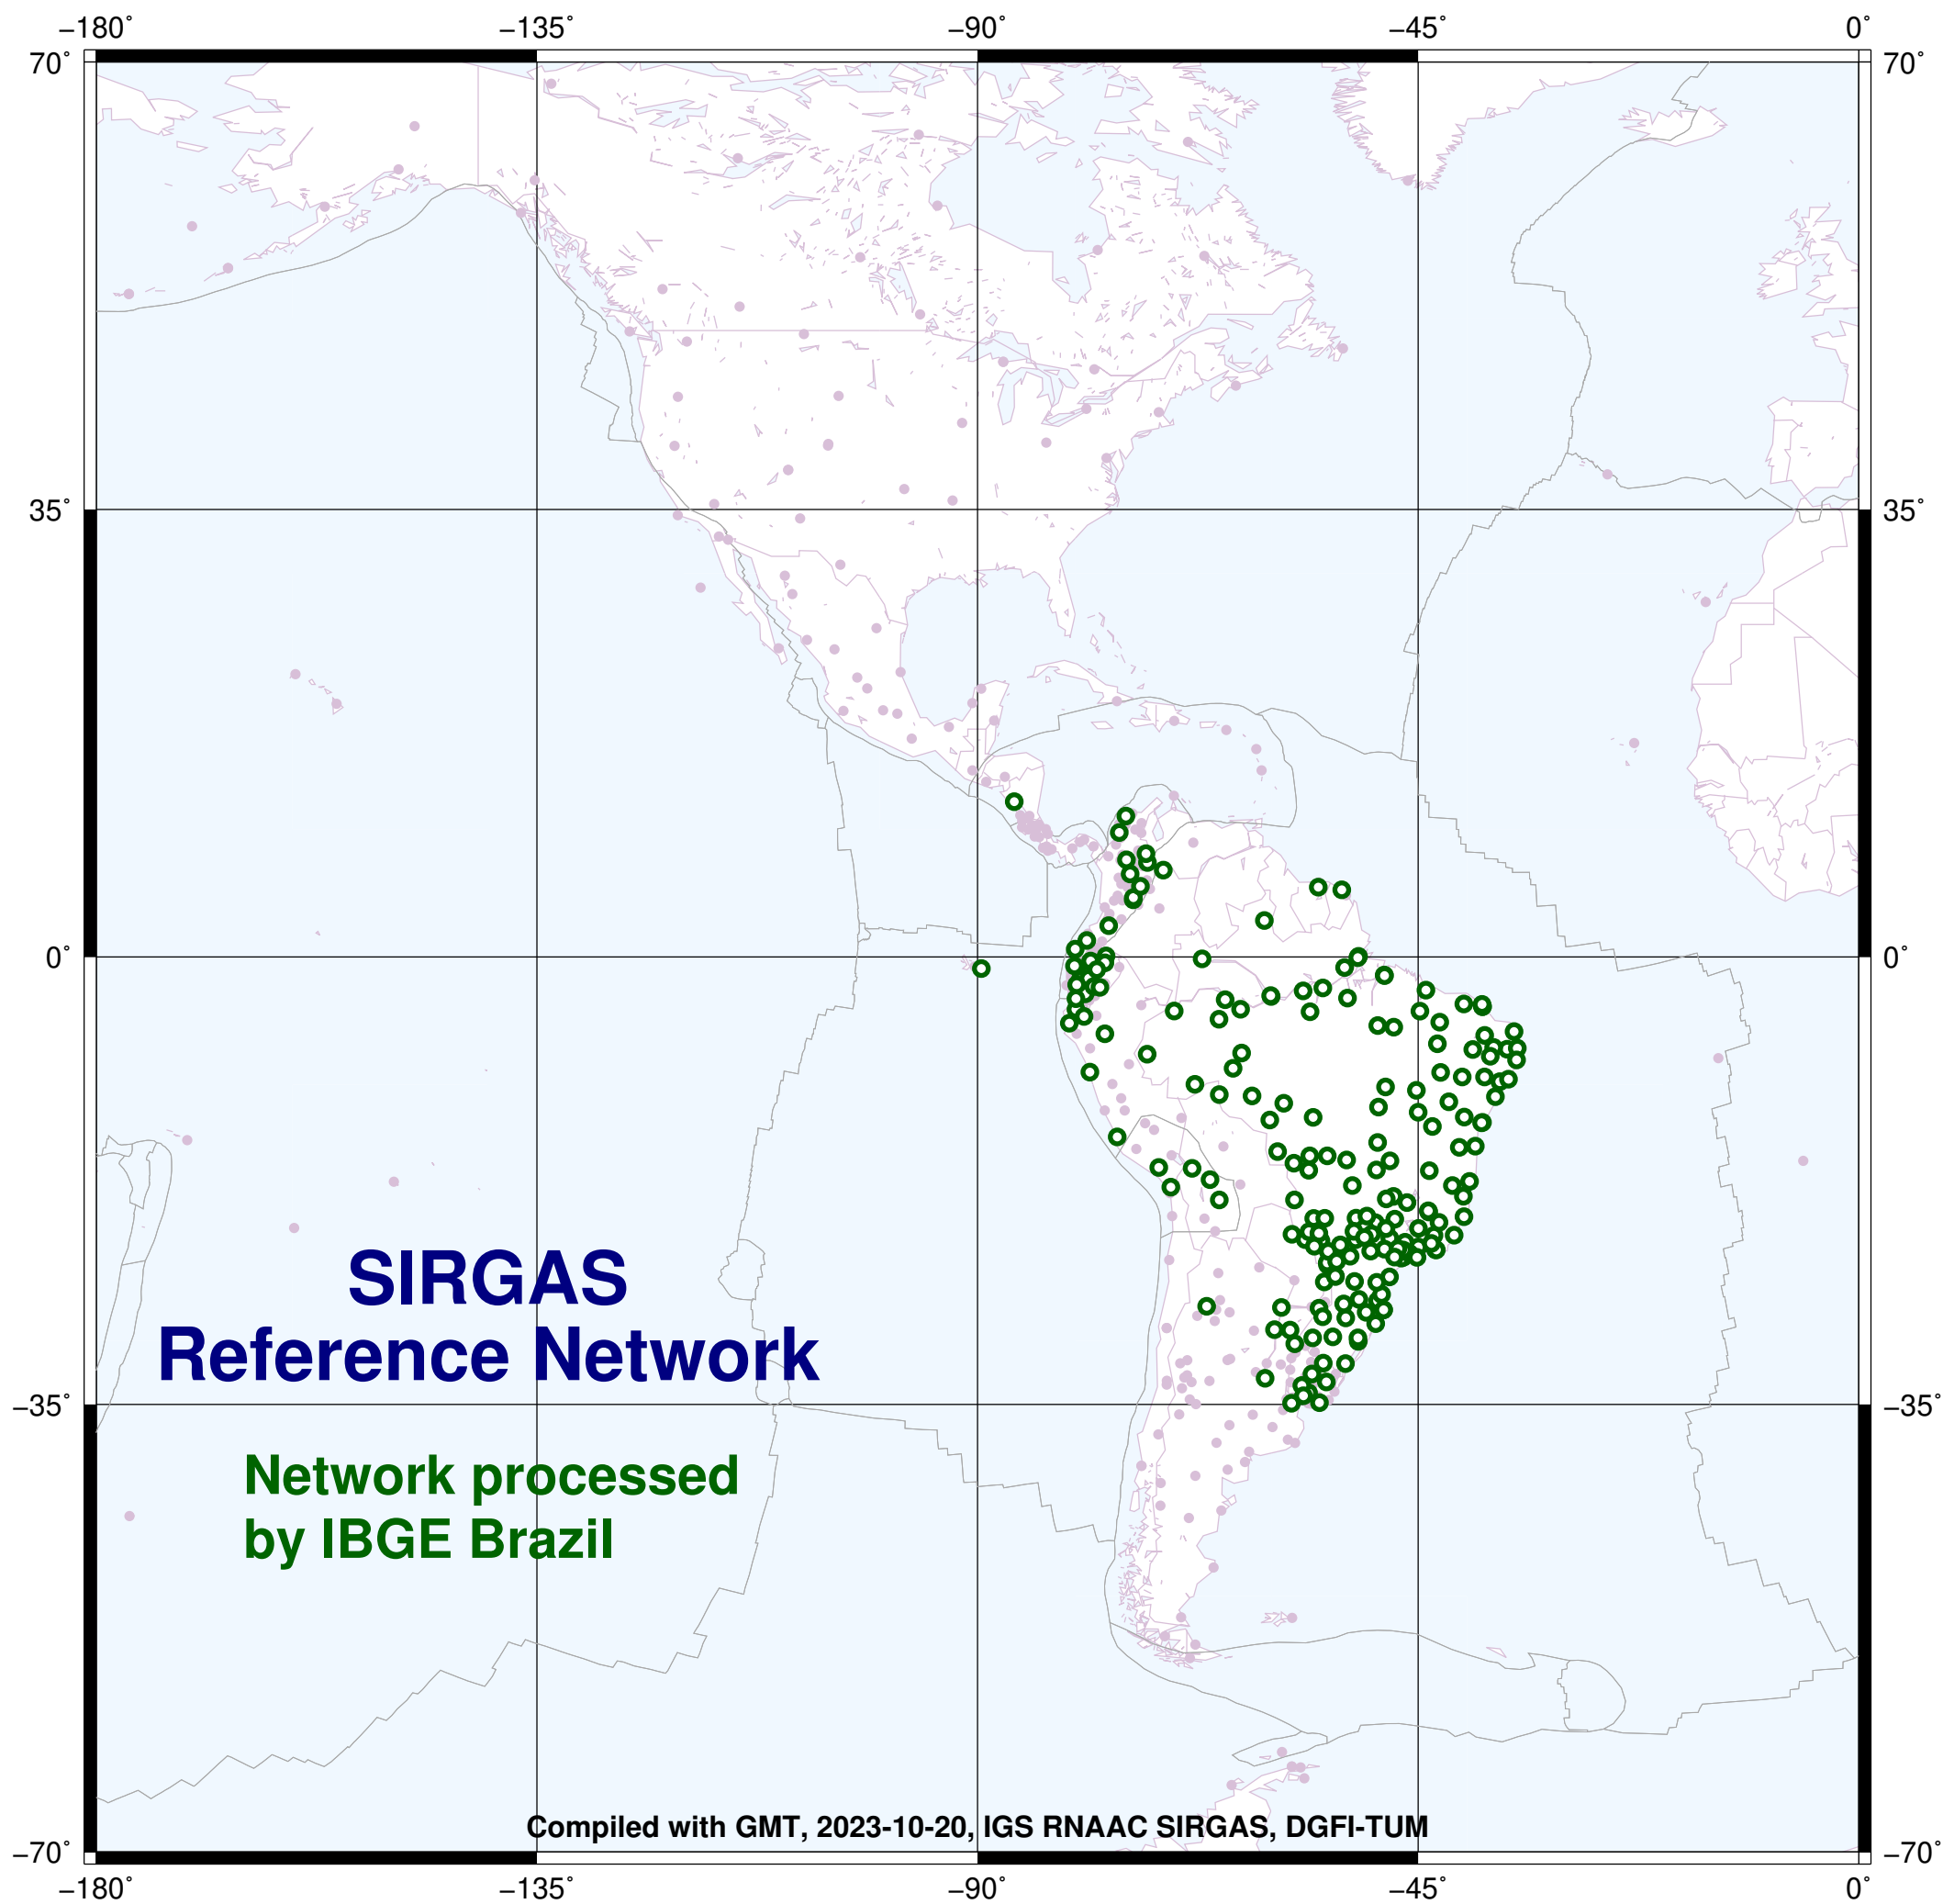 −180° −135° −90° −45° 0°
70° 70°
35° 35°
0° 0°
SIRGAS
Reference Network
−35° −35°
Network processed
by IBGE Brazil
Compiled with GMT, 2023-10-20, IGS RNAAC SIRGAS, DGFI-TUM
−70° −70°
−180° −135° −90° −45° 0°